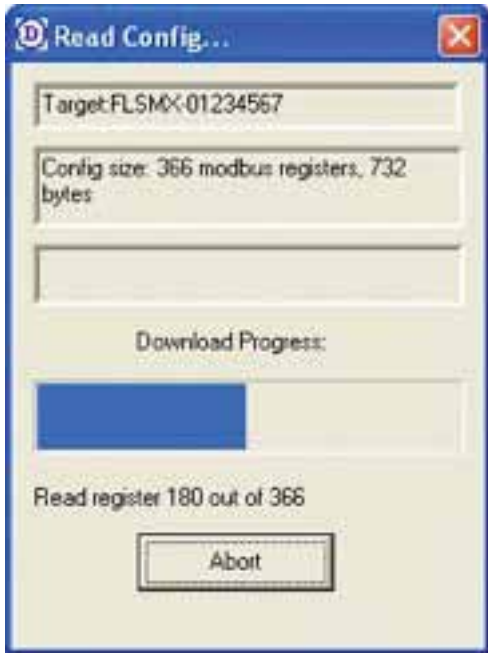 D Read Config...
Target:FLSMX-01234567
Config size: 366 modbus registers, 732
bytes
Download Progress:
Read register 180 out of 366
Abort